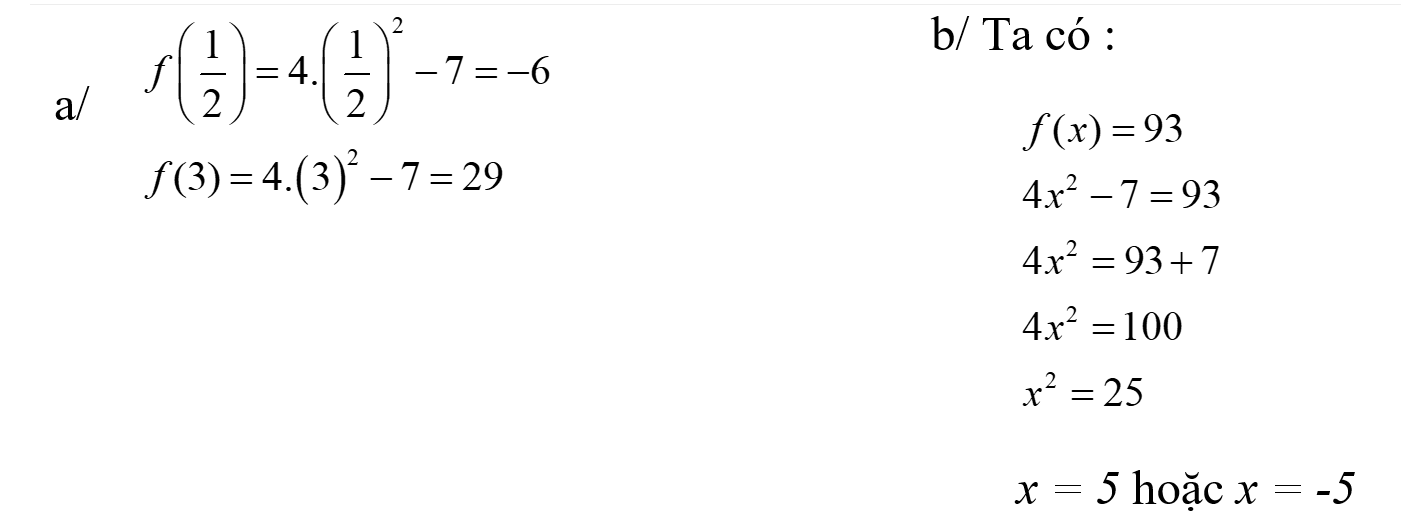 a/ f(1/2) = 4.(1/2)² − 7 = −6
f(3) = 4.(3)² − 7 = 29
b/ Ta có :
f(x) = 93
4x² − 7 = 93
4x² = 93 + 7
4x² = 100
x² = 25
x = 5 hoặc x = -5